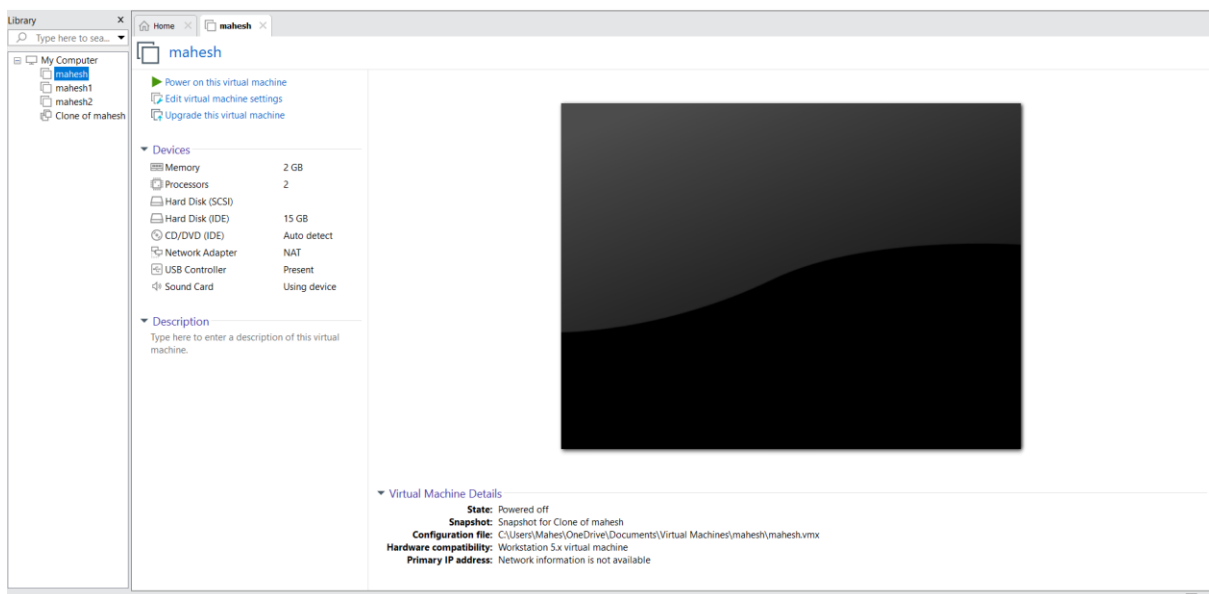 Library x
Type here to sea...
My Computer
mahesh
mahesh1
mahesh2
Clone of mahesh
Home
mahesh
mahesh
Power on this virtual machine
Edit virtual machine settings
Upgrade this virtual machine
Devices
Memory 2 GB
Processors 2
Hard Disk (SCSI)
Hard Disk (IDE) 15 GB
CD/DVD (IDE) Auto detect
Network Adapter NAT
USB Controller Present
Sound Card Using device
Description
Type here to enter a description of this virtual
machine.
Virtual Machine Details
State: Powered off
Snapshot: Snapshot for Clone of mahesh
Configuration file: C:\Users\Mahes\OneDrive\Documents\Virtual Machines\mahesh\mahesh.vmx
Hardware compatibility: Workstation 5.x virtual machine
Primary IP address: Network information is not available